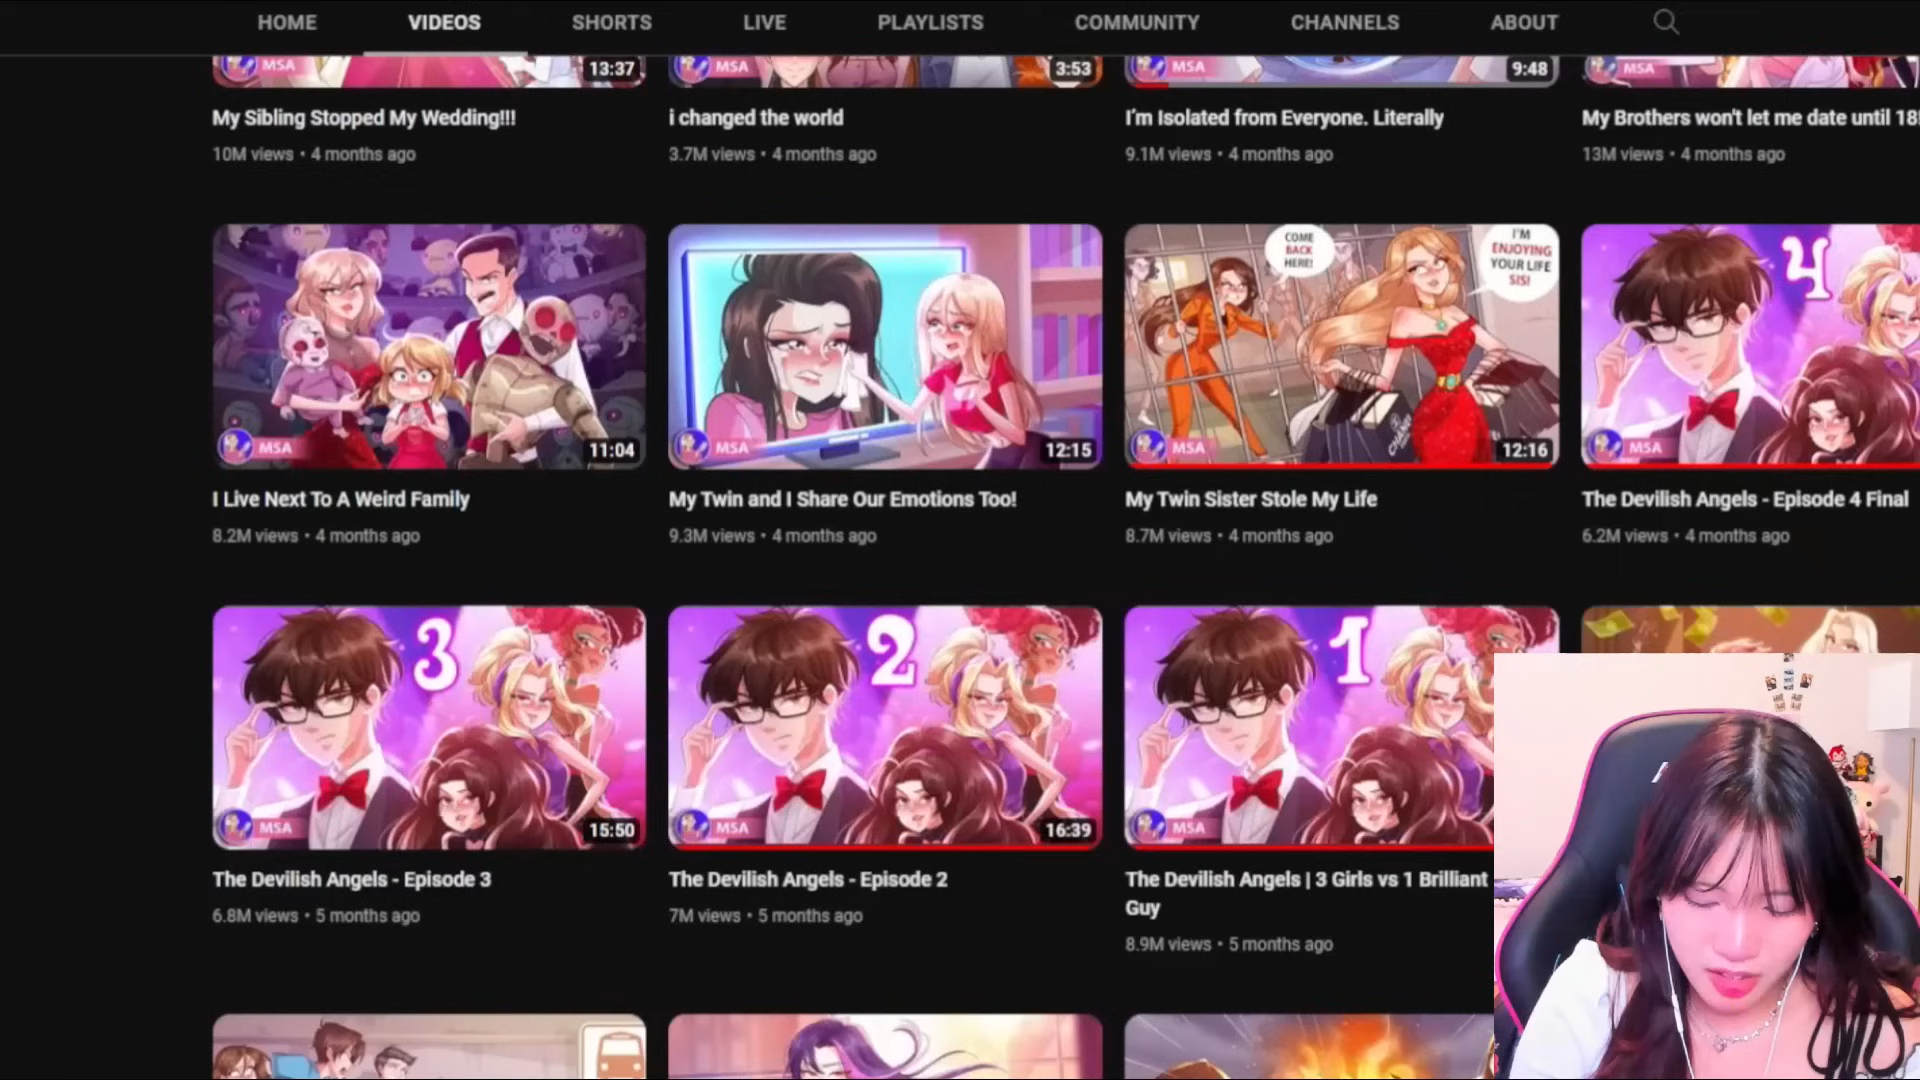 HOME VIDEOS SHORTS LIVE PLAYLISTS COMMUNITY CHANNELS ABOUT
MSA 13:37 MSA 3:53 MSA 9:48 MSA
My Sibling Stopped My Wedding!!!
10M views • 4 months ago
i changed the world
3.7M views • 4 months ago
I'm Isolated from Everyone. Literally
9.1M views • 4 months ago
My Brothers won't let me date until 18!
13M views • 4 months ago
MSA 11:04
I Live Next To A Weird Family
8.2M views • 4 months ago
MSA 12:15
My Twin and I Share Our Emotions Too!
9.3M views • 4 months ago
COME
BACK
HERE!
I'M
ENJOYING
YOUR LIFE
SIS!
MSA 12:16
My Twin Sister Stole My Life
8.7M views • 4 months ago
4
MSA
The Devilish Angels - Episode 4 Final
6.2M views • 4 months ago
3
MSA 15:50
The Devilish Angels - Episode 3
6.8M views • 5 months ago
2
MSA 16:39
The Devilish Angels - Episode 2
7M views • 5 months ago
1
MSA
The Devilish Angels | 3 Girls vs 1 Brilliant
Guy
8.9M views • 5 months ago